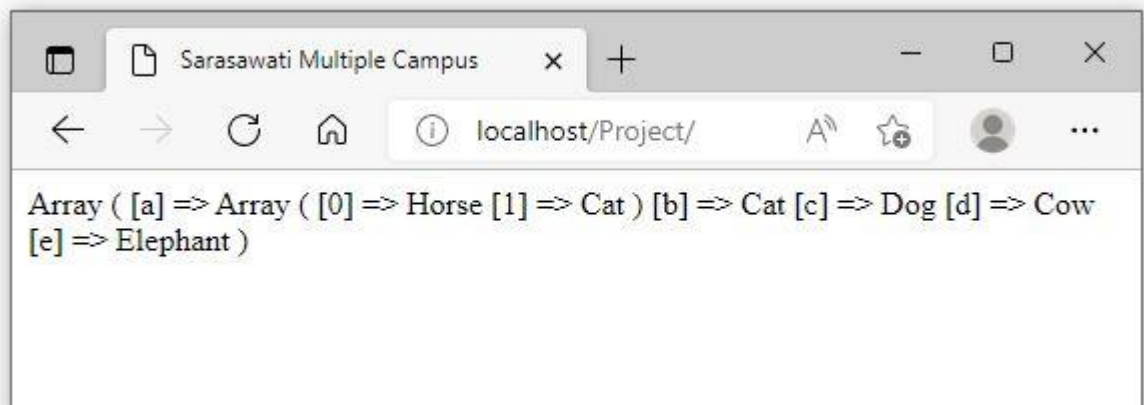 Sarasawati Multiple Campus
localhost/Project/
Array ( [a] => Array ( [0] => Horse [1] => Cat ) [b] => Cat [c] => Dog [d] => Cow
[e] => Elephant )